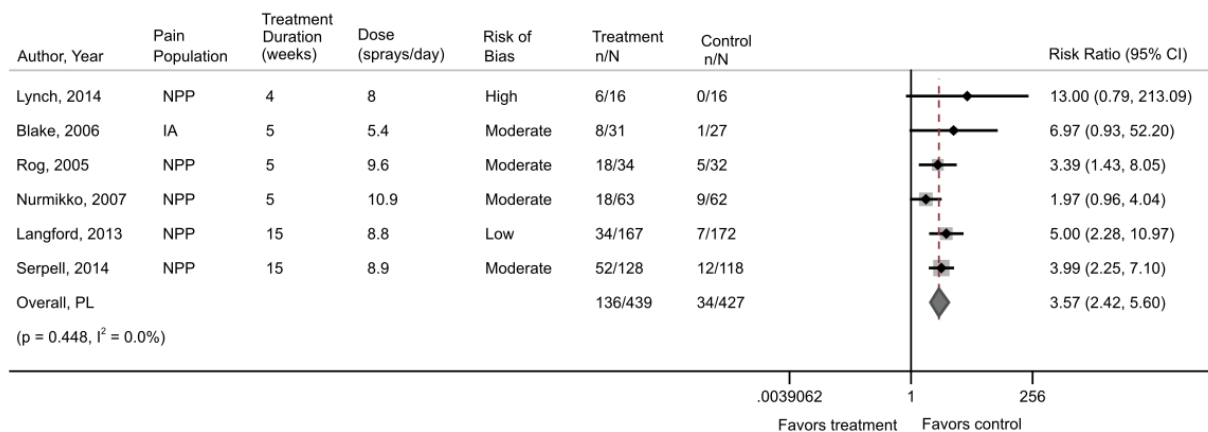 Author, Year Pain Population Treatment Duration (weeks) Dose (sprays/day) Risk of Bias Treatment n/N Control n/N Risk Ratio (95% CI)
Lynch, 2014 NPP 4 8 High 6/16 0/16 13.00 (0.79, 213.09)
Blake, 2006 IA 5 5.4 Moderate 8/31 1/27 6.97 (0.93, 52.20)
Rog, 2005 NPP 5 9.6 Moderate 18/34 5/32 3.39 (1.43, 8.05)
Nurmikko, 2007 NPP 5 10.9 Moderate 18/63 9/62 1.97 (0.96, 4.04)
Langford, 2013 NPP 15 8.8 Low 34/167 7/172 5.00 (2.28, 10.97)
Serpell, 2014 NPP 15 8.9 Moderate 52/128 12/118 3.99 (2.25, 7.10)
Overall, PL 136/439 34/427 3.57 (2.42, 5.60)
(p = 0.448, I² = 0.0%)
.0039062 1 256
Favors treatment Favors control